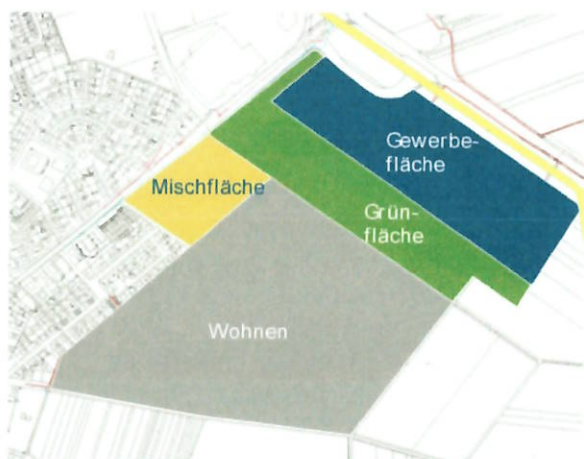 Gewerbe-
fläche
Mischfläche
Grün-
fläche
Wohnen